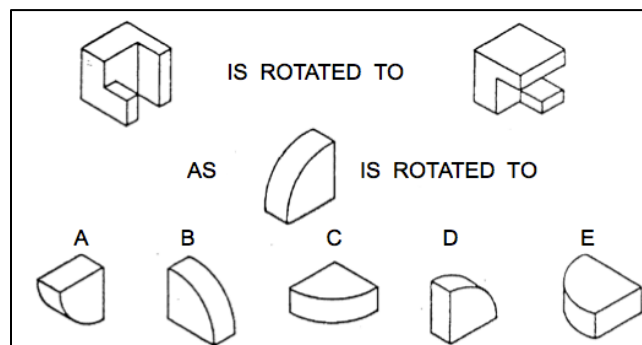 IS ROTATED TO
AS IS ROTATED TO
A B C D E